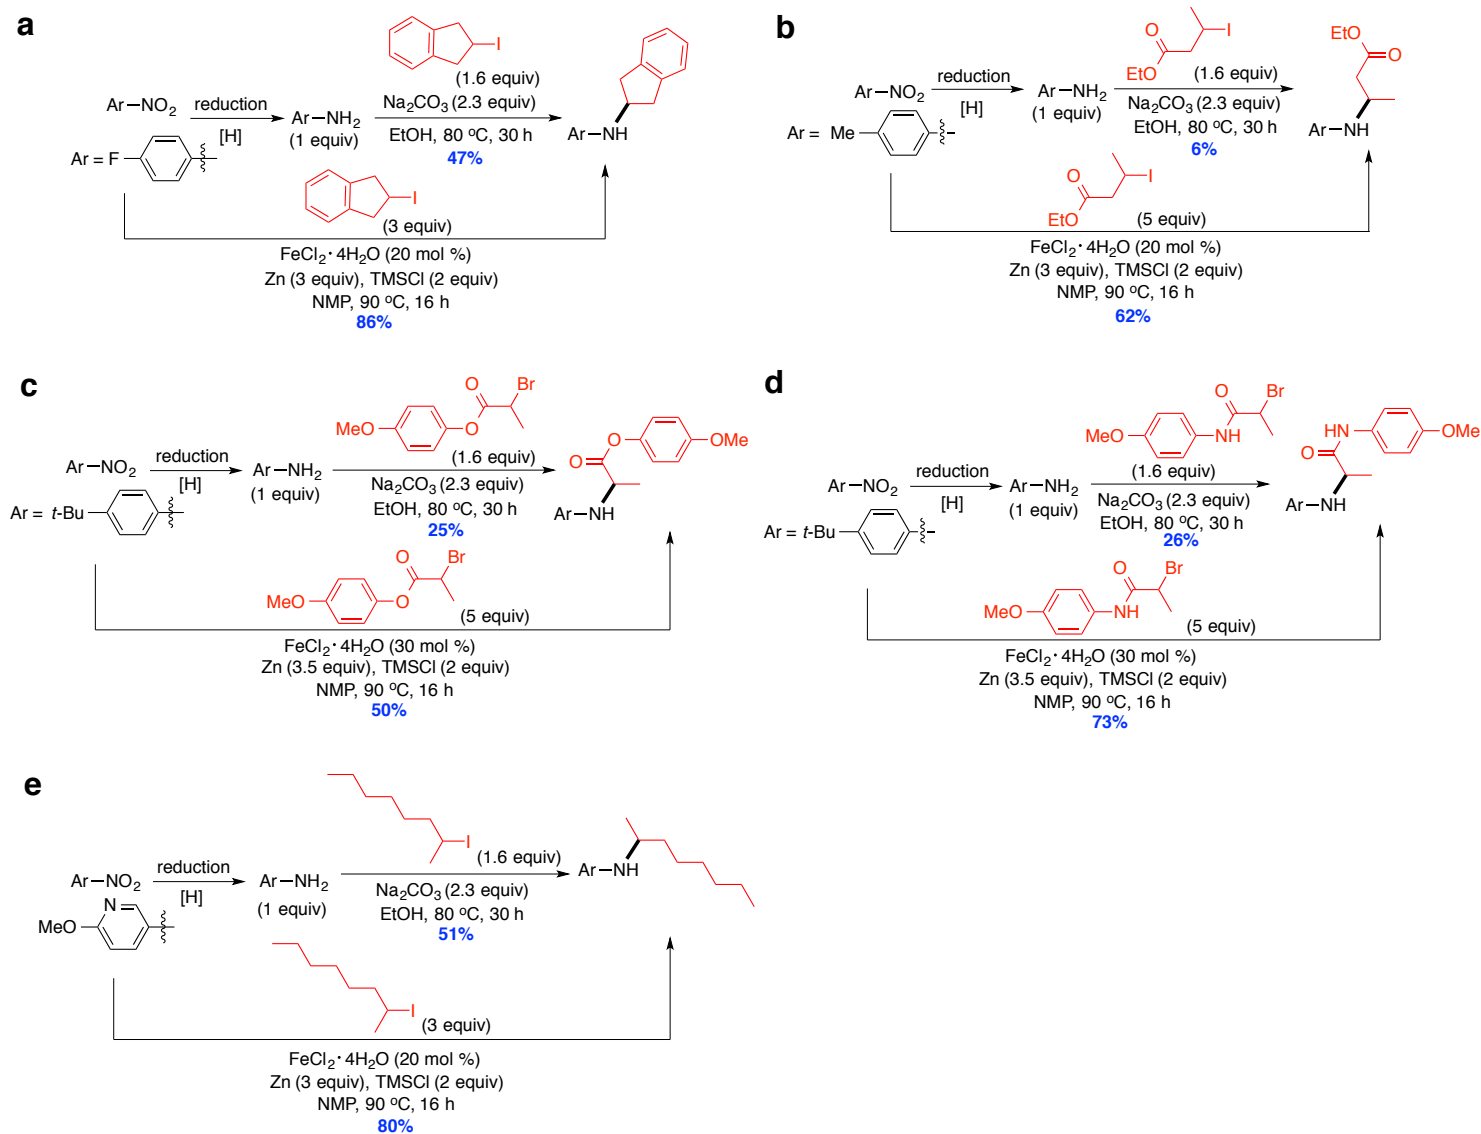 a
I
(1.6 equiv)
Ar–NO2
reduction
[H]
Ar–NH2
(1 equiv)
Na2CO3 (2.3 equiv)
EtOH, 80 ºC, 30 h
47%
Ar–NH
Ar = F
I
(3 equiv)
FeCl2 · 4H2O (20 mol %)
Zn (3 equiv), TMSCl (2 equiv)
NMP, 90 ºC, 16 h
86%
b
I
O
EtO
(1.6 equiv)
EtO
O
Ar–NO2
reduction
[H]
Ar–NH2
(1 equiv)
Na2CO3 (2.3 equiv)
EtOH, 80 ºC, 30 h
6%
Ar–NH
Ar = Me
O
I
EtO
(5 equiv)
FeCl2 · 4H2O (20 mol %)
Zn (3 equiv), TMSCl (2 equiv)
NMP, 90 ºC, 16 h
62%
c
O
Br
MeO
O
(1.6 equiv)
O
OMe
O
Ar–NO2
reduction
[H]
Ar–NH2
(1 equiv)
Na2CO3 (2.3 equiv)
EtOH, 80 ºC, 30 h
25%
Ar–NH
Ar = t-Bu
O
Br
MeO
O
(5 equiv)
FeCl2 · 4H2O (30 mol %)
Zn (3.5 equiv), TMSCl (2 equiv)
NMP, 90 ºC, 16 h
50%
d
O
Br
MeO
NH
(1.6 equiv)
HN
OMe
O
Ar–NO2
reduction
[H]
Ar–NH2
(1 equiv)
Na2CO3 (2.3 equiv)
EtOH, 80 ºC, 30 h
26%
Ar–NH
Ar = t-Bu
O
Br
MeO
NH
(5 equiv)
FeCl2 · 4H2O (30 mol %)
Zn (3.5 equiv), TMSCl (2 equiv)
NMP, 90 ºC, 16 h
73%
e
I
(1.6 equiv)
Ar–NO2
reduction
[H]
Ar–NH2
(1 equiv)
Na2CO3 (2.3 equiv)
EtOH, 80 ºC, 30 h
51%
Ar–NH
N
MeO
I
(3 equiv)
FeCl2 · 4H2O (20 mol %)
Zn (3 equiv), TMSCl (2 equiv)
NMP, 90 ºC, 16 h
80%